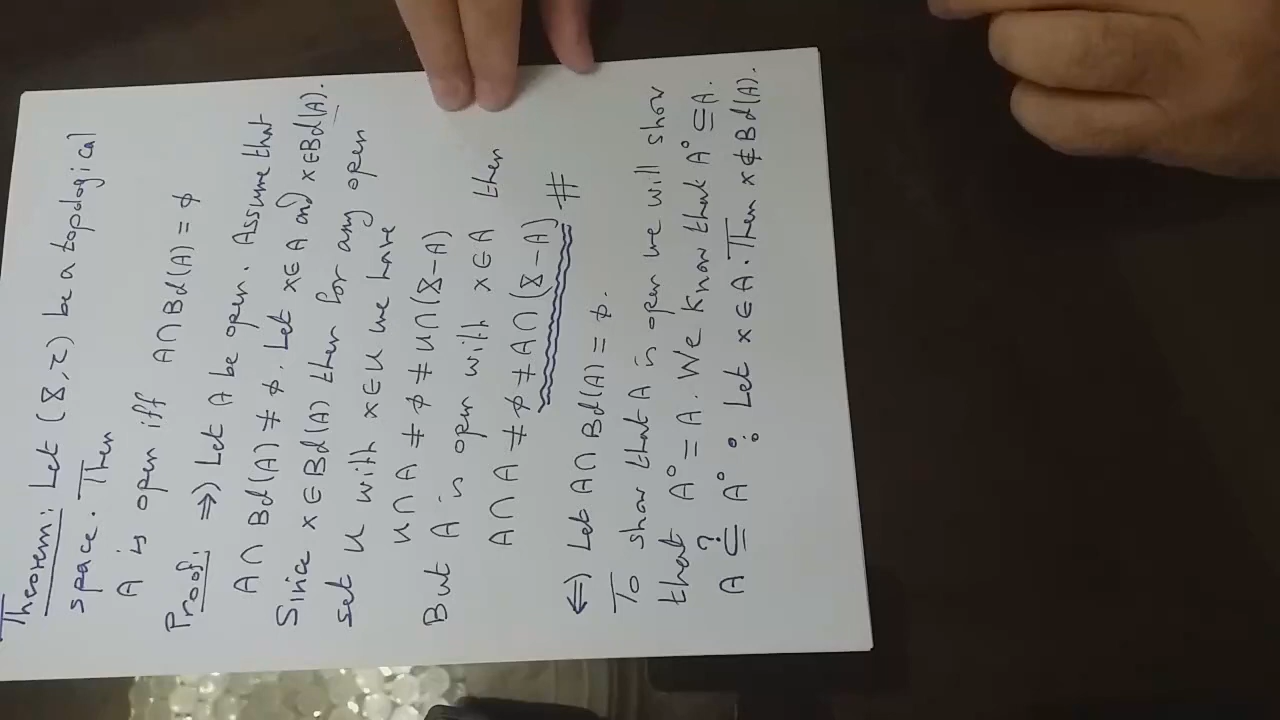 Theorem: Let (X, τ) be a topological
space. Then
A is open iff A ∩ Bd(A) = ∅
Proof: ⇒) Let A be open. Assume that
A ∩ Bd(A) ≠ ∅. Let x ∈ A and x ∈ Bd(A).
Since x ∈ Bd(A) then for any open
set U with x ∈ U we have
U ∩ A ≠ ∅ ≠ U ∩ (X - A)
But A is open with x ∈ A then
A ∩ A ≠ ∅ ≠ A ∩ (X - A) #
⇐) Let A ∩ Bd(A) = ∅.
To show that A is open we will show
that A° = A. We know that A° ⊆ A.
A ⊆? A° : Let x ∈ A. Then x ∉ Bd(A).